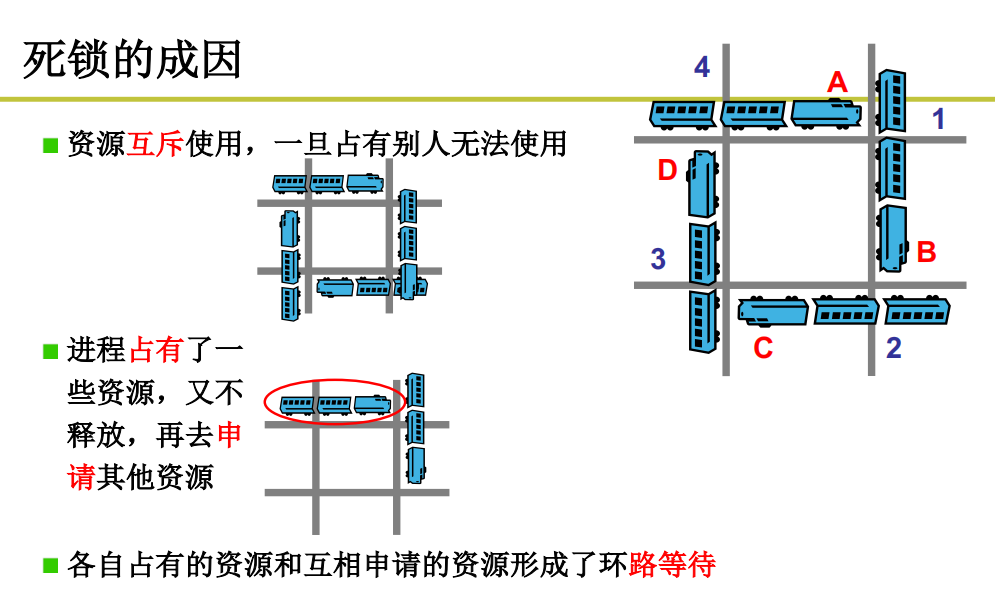 死锁的成因
资源互斥使用，一旦占有别人无法使用
进程占有了一
些资源，又不
释放，再去申
请其他资源
各自占有的资源和互相申请的资源形成了环路等待
4
A
1
D
3
B
C
2